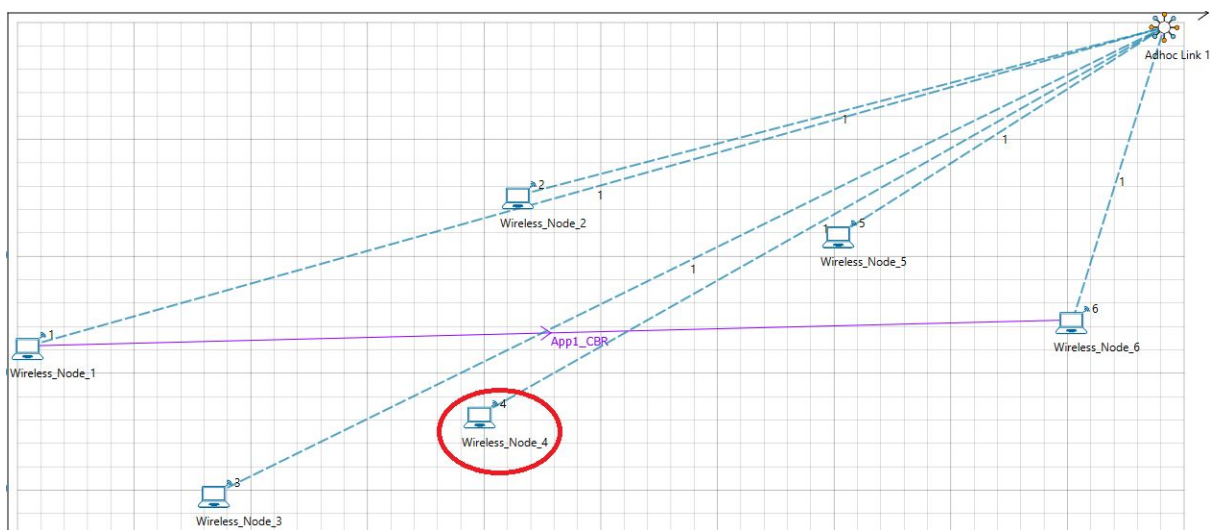 Adhoc Link 1
1
1
2
1
Wireless_Node_2
1
5
1
Wireless_Node_5
1
1
6
App1_CBR
Wireless_Node_6
Wireless_Node_1
4
Wireless_Node_4
3
Wireless_Node_3